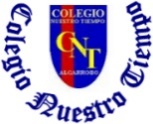 COLEGIO
NUESTRO TIEMPO
CNT
ALGARROBO
Colegio Nuestro Tiempo